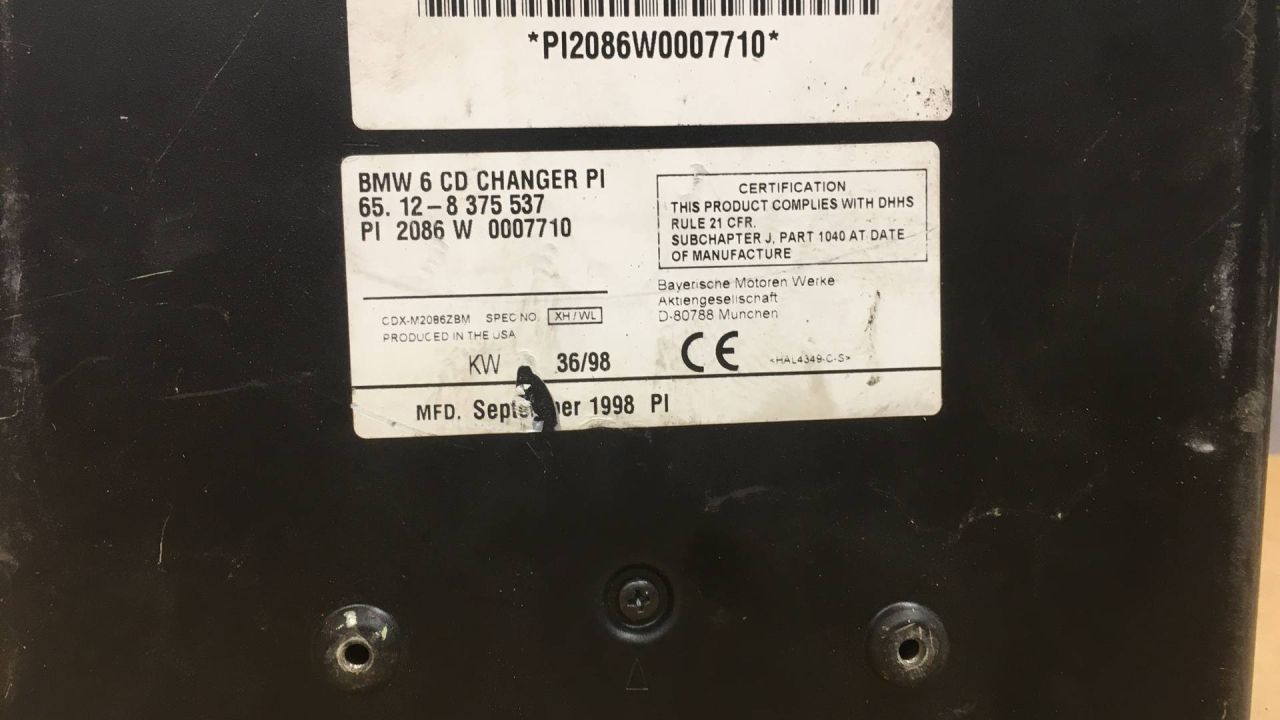 *PI2086W0007710*
BMW 6 CD CHANGER PI
65. 12-8 375 537
PI 2086 W 0007710
CERTIFICATION
THIS PRODUCT COMPLIES WITH DHHS
RULE 21 CFR.
SUBCHAPTER J, PART 1040 AT DATE
OF MANUFACTURE
Bayerische Motoren Werke
Aktiengesellschaft
D-80788 Munchen
CDX-M2086ZBM SPEC NO. XH/WL
PRODUCED IN THE USA
KW 36/98
CE <HAL4349-C-S>
MFD. 1998 PI